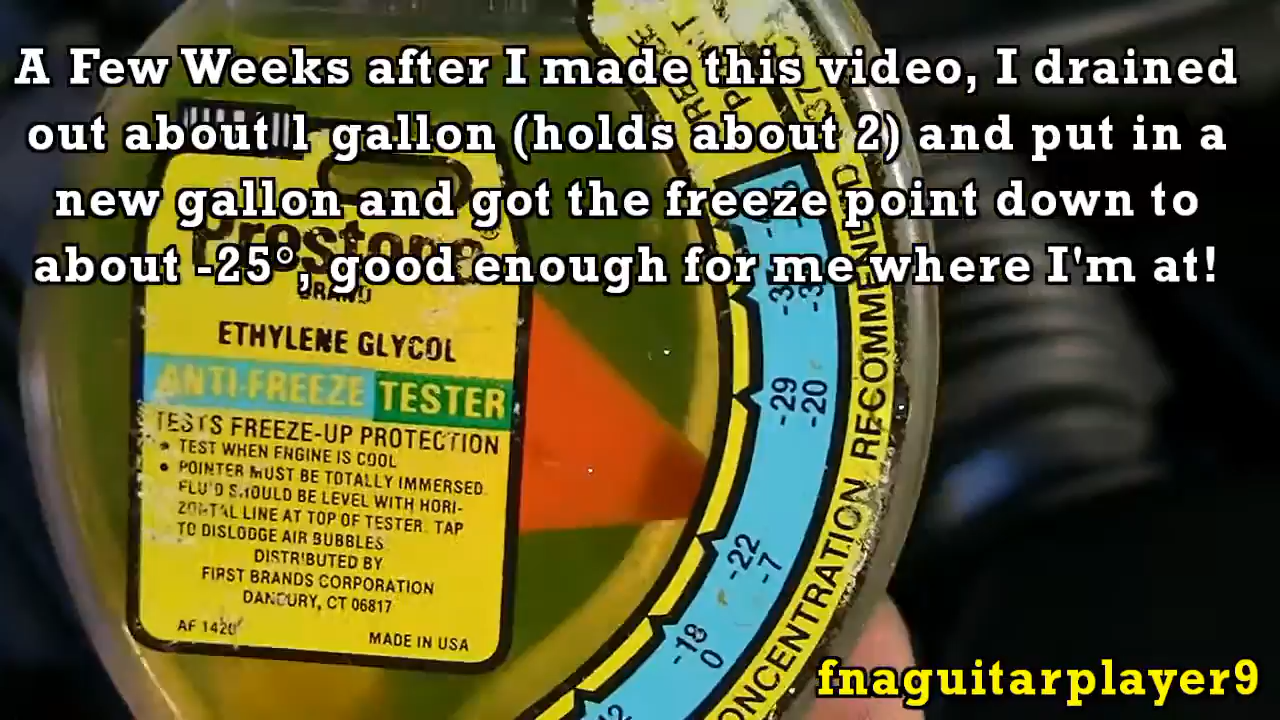 A Few Weeks after I made this video, I drained
out about 1 gallon (holds about 2) and put in a
new gallon and got the freeze point down to
about -25°, good enough for me where I'm at!
Prestone®
BRAND
ETHYLENE GLYCOL
ANTI-FREEZE TESTER
TESTS FREEZE-UP PROTECTION
• TEST WHEN ENGINE IS COOL
• POINTER MUST BE TOTALLY IMMERSED.
FLUID SHOULD BE LEVEL WITH HORI-
ZONTAL LINE AT TOP OF TESTER. TAP
TO DISLODGE AIR BUBBLES
DISTRIBUTED BY
FIRST BRANDS CORPORATION
DANBURY, CT 06817
AF 1420
MADE IN USA
-29
-20
-22
-7
-18
0
CONCENTRATION RECOMMENDED
fnaguitarplayer9